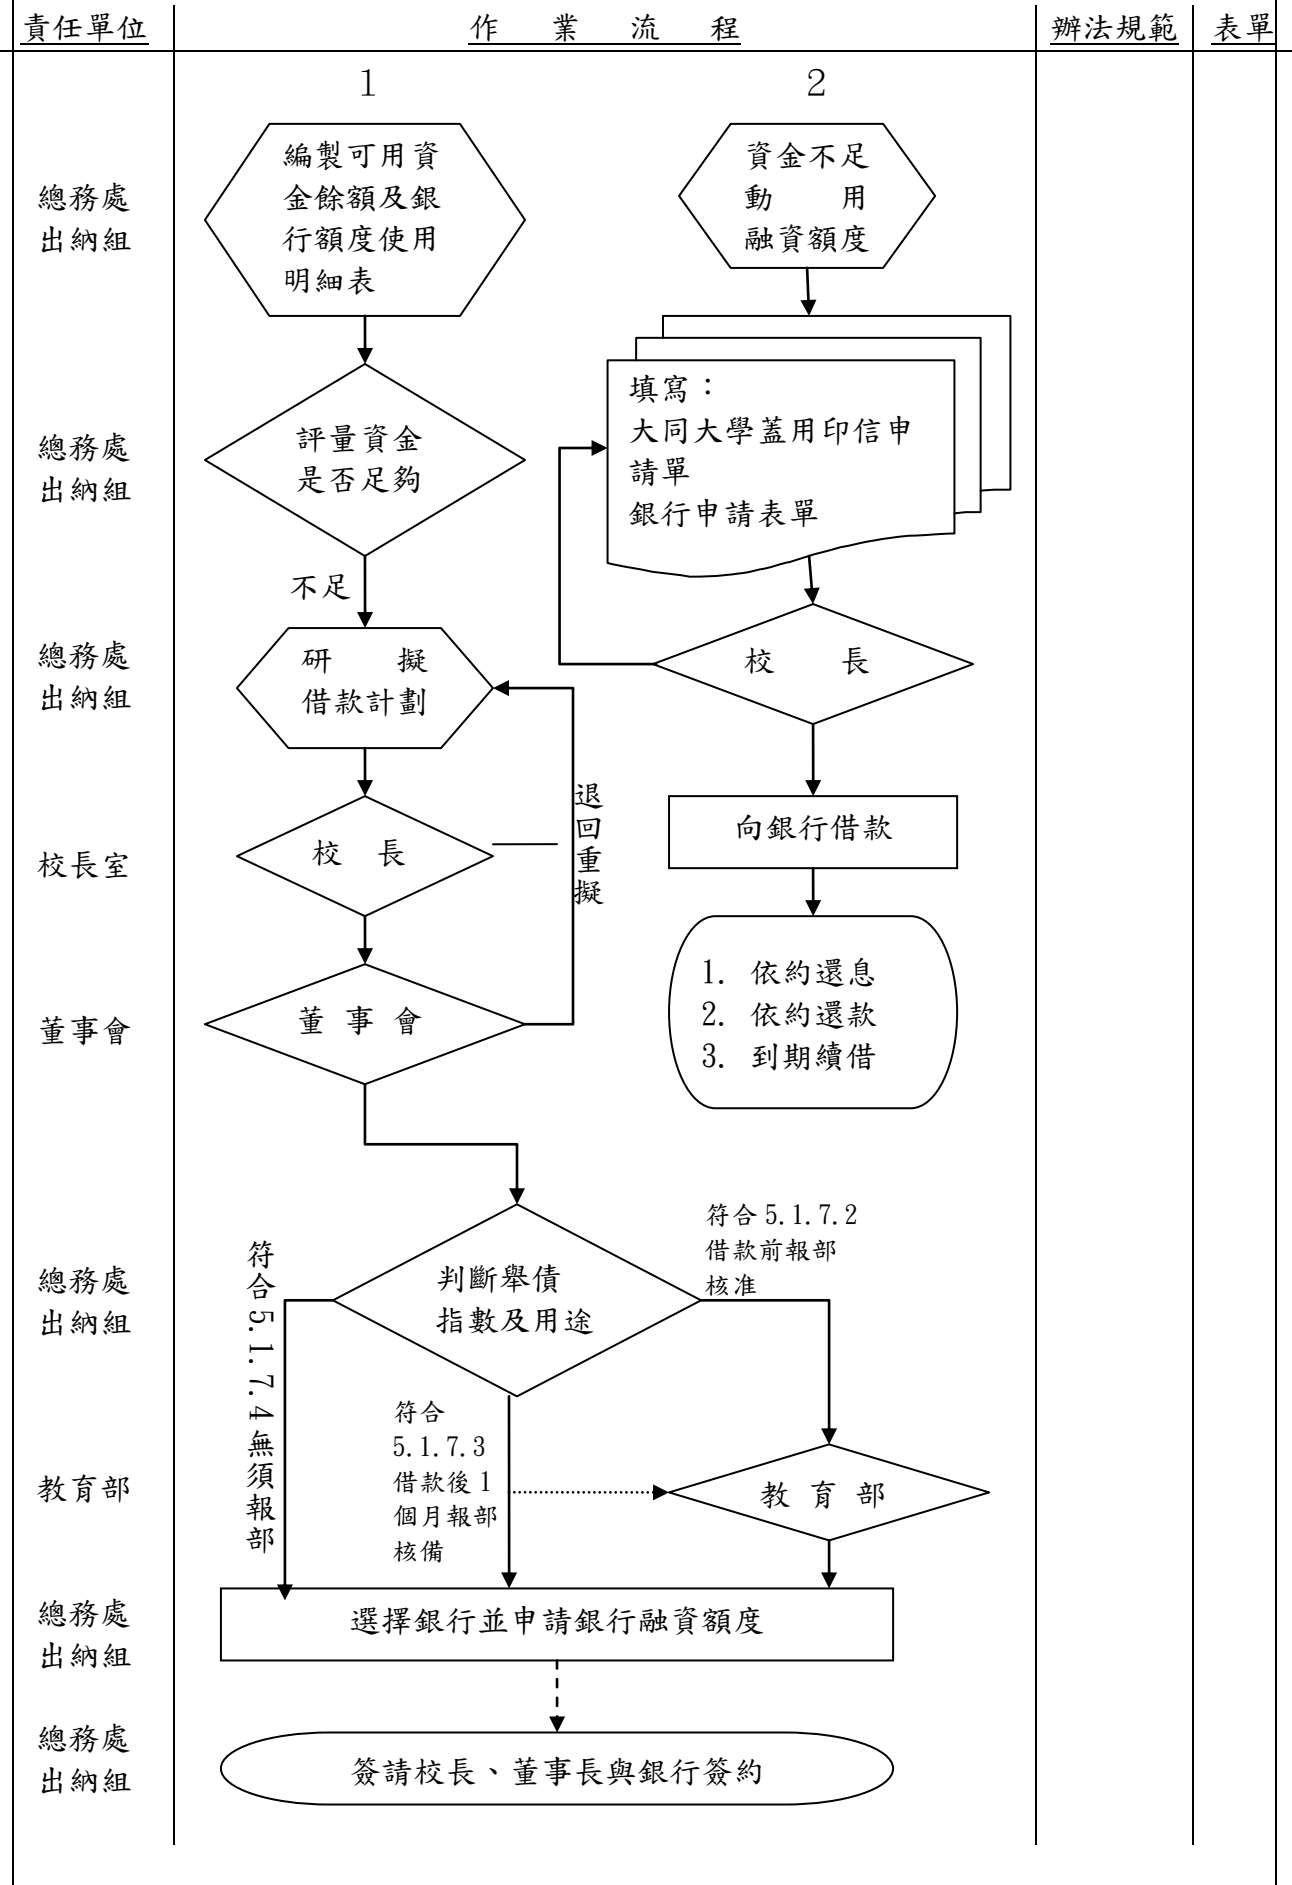 責任單位
作 業 流 程
辦法規範
表單
1
2
總務處
出納組
編製可用資
金餘額及銀
行額度使用
明細表
資金不足
動 用
融資額度
總務處
出納組
評量資金
是否足夠
填寫：
大同大學蓋用印信申
請單
銀行申請表單
不足
總務處
出納組
研 擬
借款計劃
校 長
退回重擬
校長室
校 長
向銀行借款
董事會
董 事 會
1. 依約還息
2. 依約還款
3. 到期續借
總務處
出納組
符合5.1.7.4無須報部
判斷舉債
指數及用途
符合5.1.7.2
借款前報部
核准
符合
5.1.7.3
借款後1
個月報部
核備
教育部
教 育 部
總務處
出納組
選擇銀行並申請銀行融資額度
總務處
出納組
簽請校長、董事長與銀行簽約